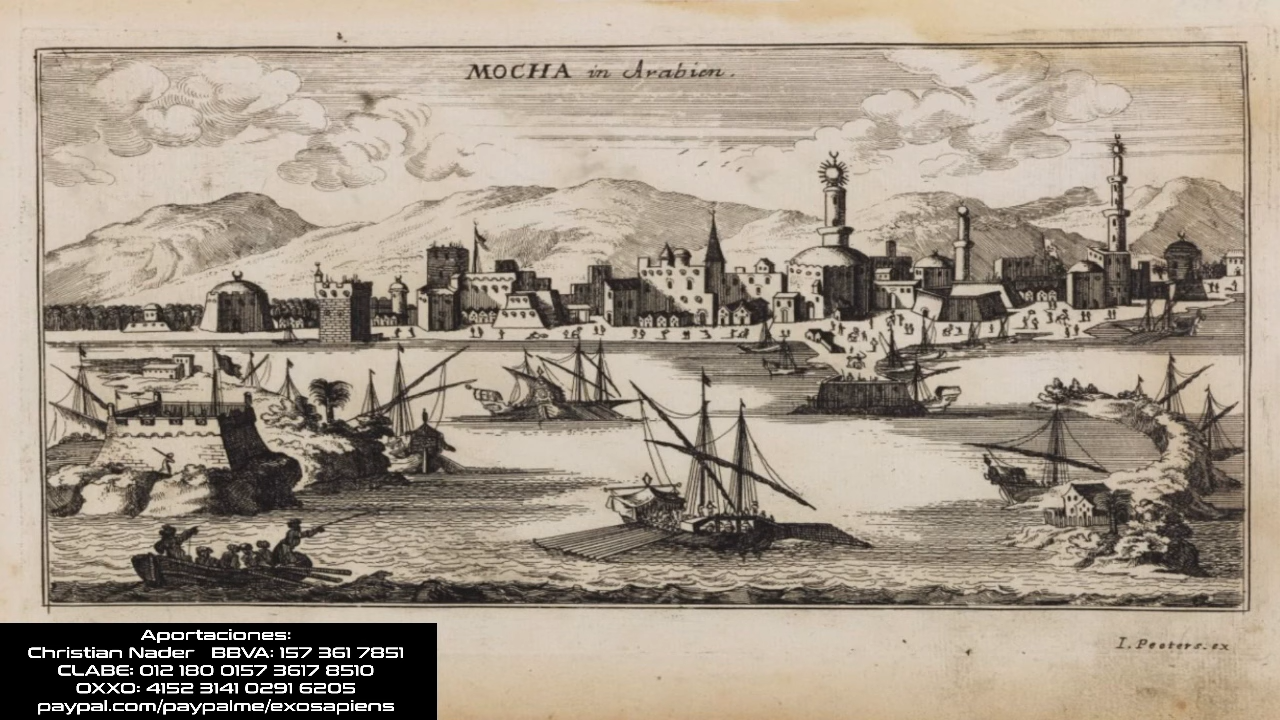 MOCHA in Arabien.
I. Peeters. ex
Aportaciones:
Christian Nader BBVA: 157 361 7851
CLABE: 012 180 0157 3617 8510
OXXO: 4152 3141 0291 6205
paypal.com/paypalme/exosapiens